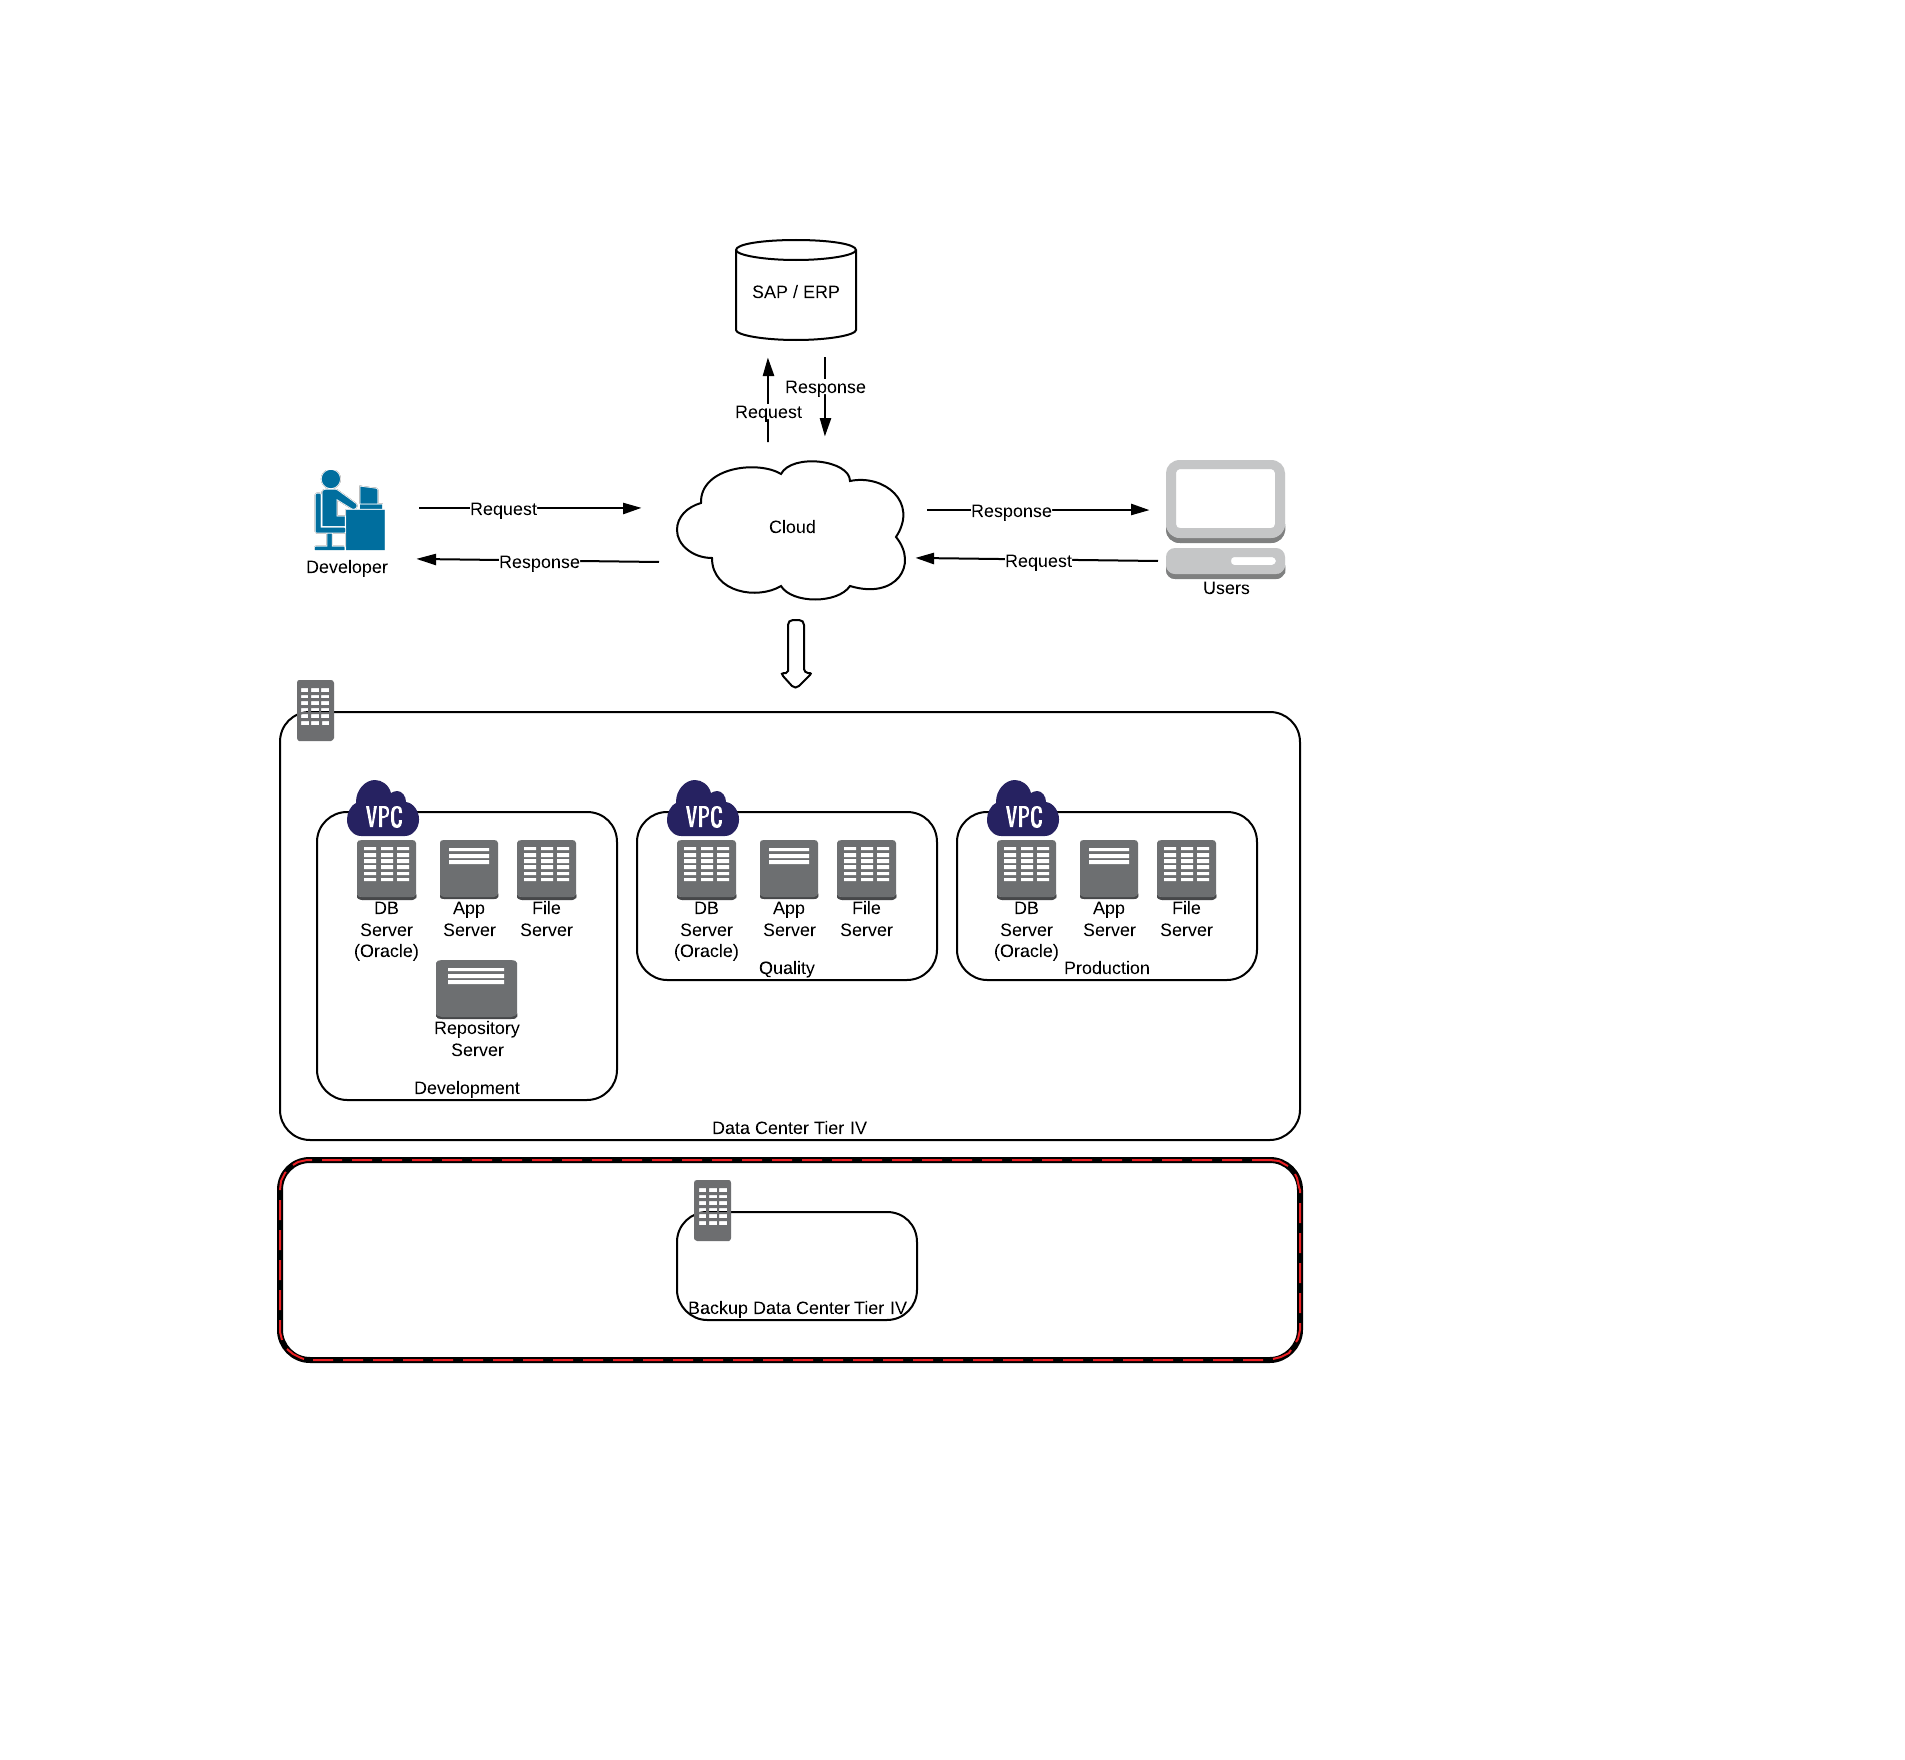 SAP / ERP
Response
Request
Request
Response
Cloud
Response
Request
Developer
Users
VPC
VPC
VPC
DB
Server
(Oracle)
App
Server
File
Server
Repository
Server
Development
DB
Server
(Oracle)
App
Server
File
Server
Quality
DB
Server
(Oracle)
App
Server
File
Server
Production
Data Center Tier IV
Backup Data Center Tier IV